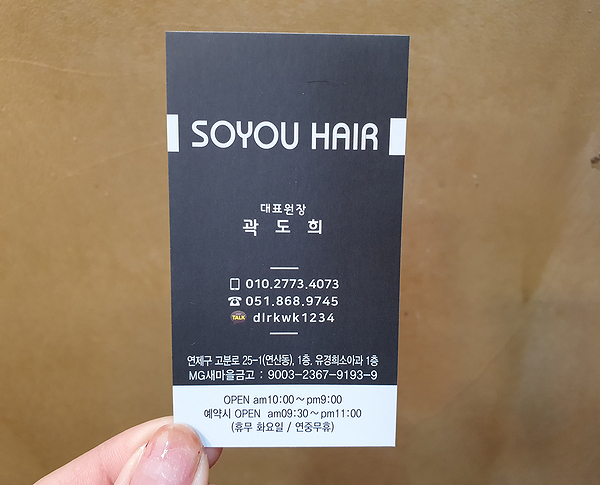 SOYOU HAIR
대표원장
곽 도 희
010.2773.4073
051.868.9745
TALK dlrkwk1234
연제구 고분로 25-1(연산동), 1층. 유경희소아과 1층
MG새마을금고 : 9003-2367-9193-9
OPEN am10:00~pm9:00
예약시 OPEN am09:30~pm11:00
(휴무 화요일 / 연중무휴)